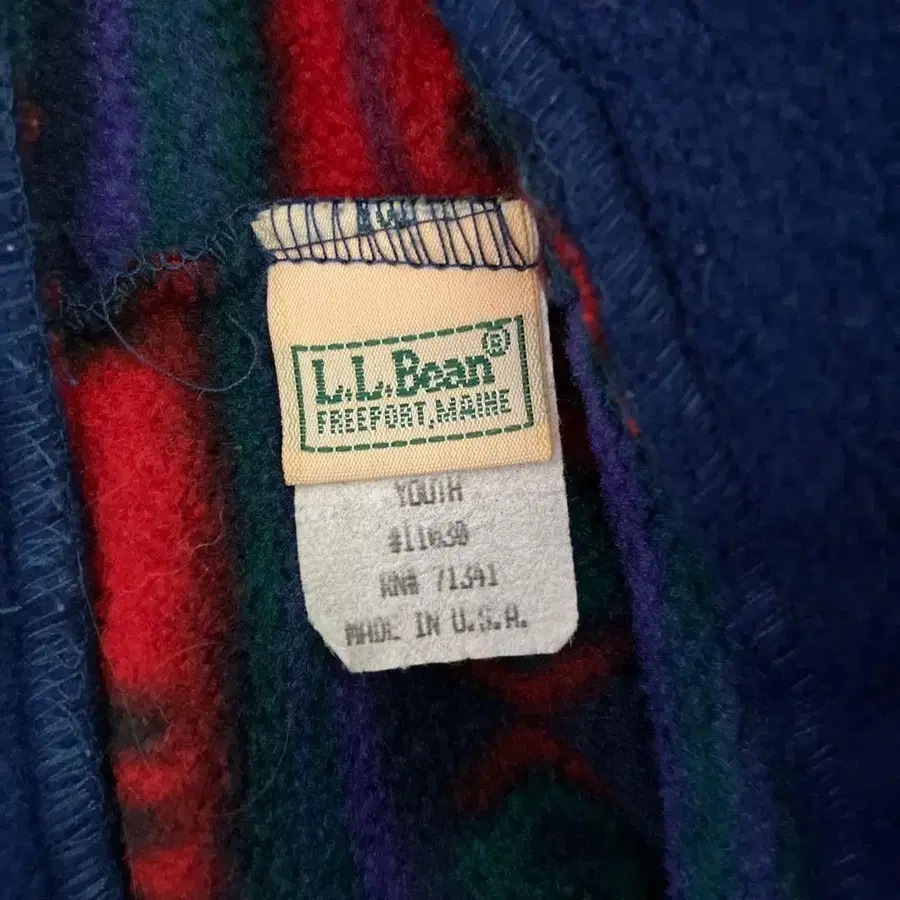 L.L.Bean®
FREEPORT, MAINE
YOUTH
#11030
RN# 71341
MADE IN U.S.A.